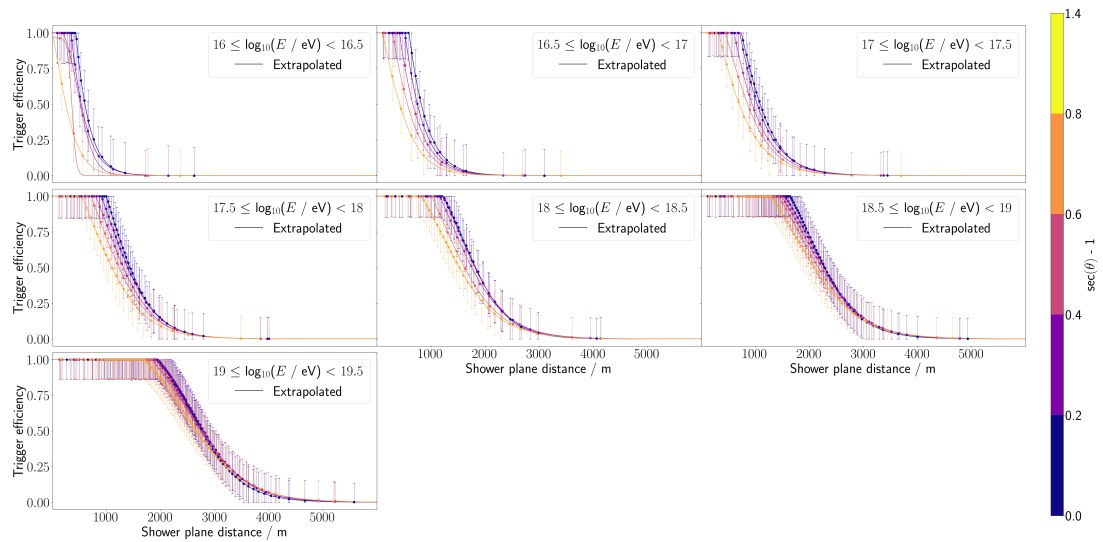 16 ≤ log₁₀(E / eV) < 16.5
Extrapolated
16.5 ≤ log₁₀(E / eV) < 17
Extrapolated
17 ≤ log₁₀(E / eV) < 17.5
Extrapolated
Trigger efficiency
1.00
0.75
0.50
0.25
0.00
17.5 ≤ log₁₀(E / eV) < 18
Extrapolated
18 ≤ log₁₀(E / eV) < 18.5
Extrapolated
18.5 ≤ log₁₀(E / eV) < 19
Extrapolated
Trigger efficiency
1.00
0.75
0.50
0.25
0.00
1000 2000 3000 4000 5000
Shower plane distance / m
1000 2000 3000 4000 5000
Shower plane distance / m
19 ≤ log₁₀(E / eV) < 19.5
Extrapolated
Trigger efficiency
1.00
0.75
0.50
0.25
0.00
1000 2000 3000 4000 5000
Shower plane distance / m
1.4
0.8
0.6
0.4
0.2
0.0
sec(θ) - 1